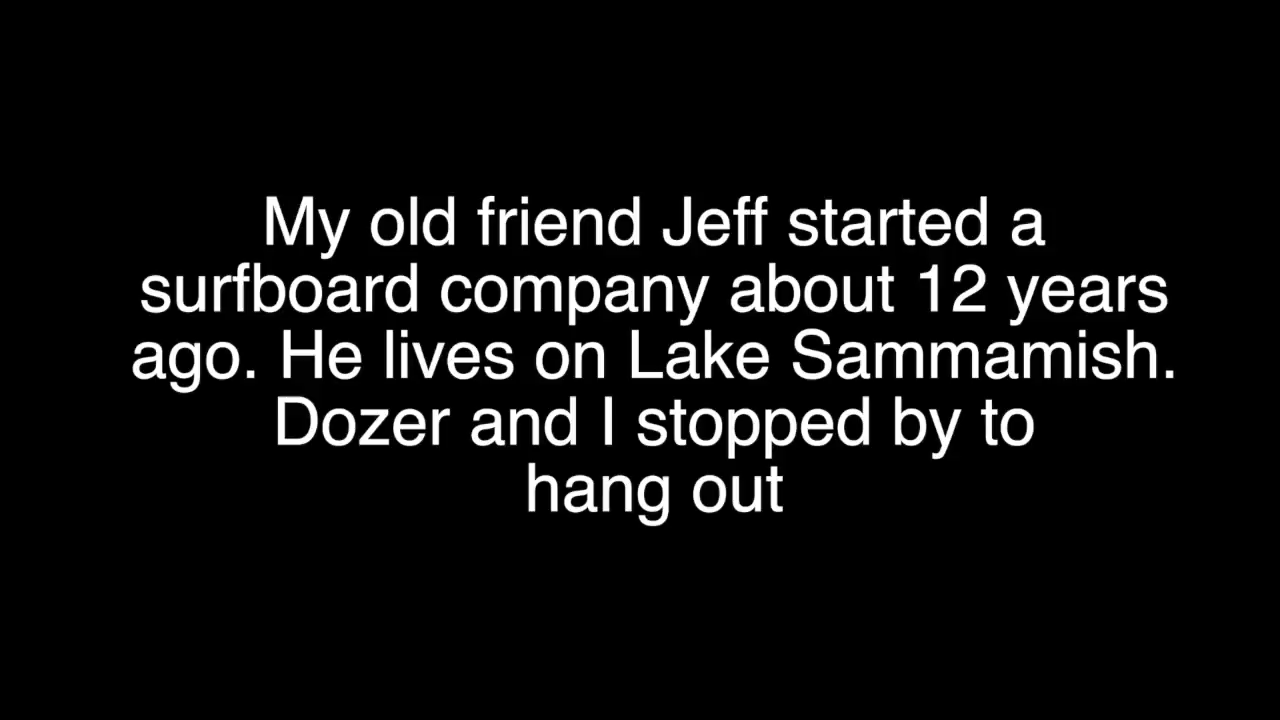 My old friend Jeff started a
surfboard company about 12 years
ago. He lives on Lake Sammamish.
Dozer and I stopped by to
hang out